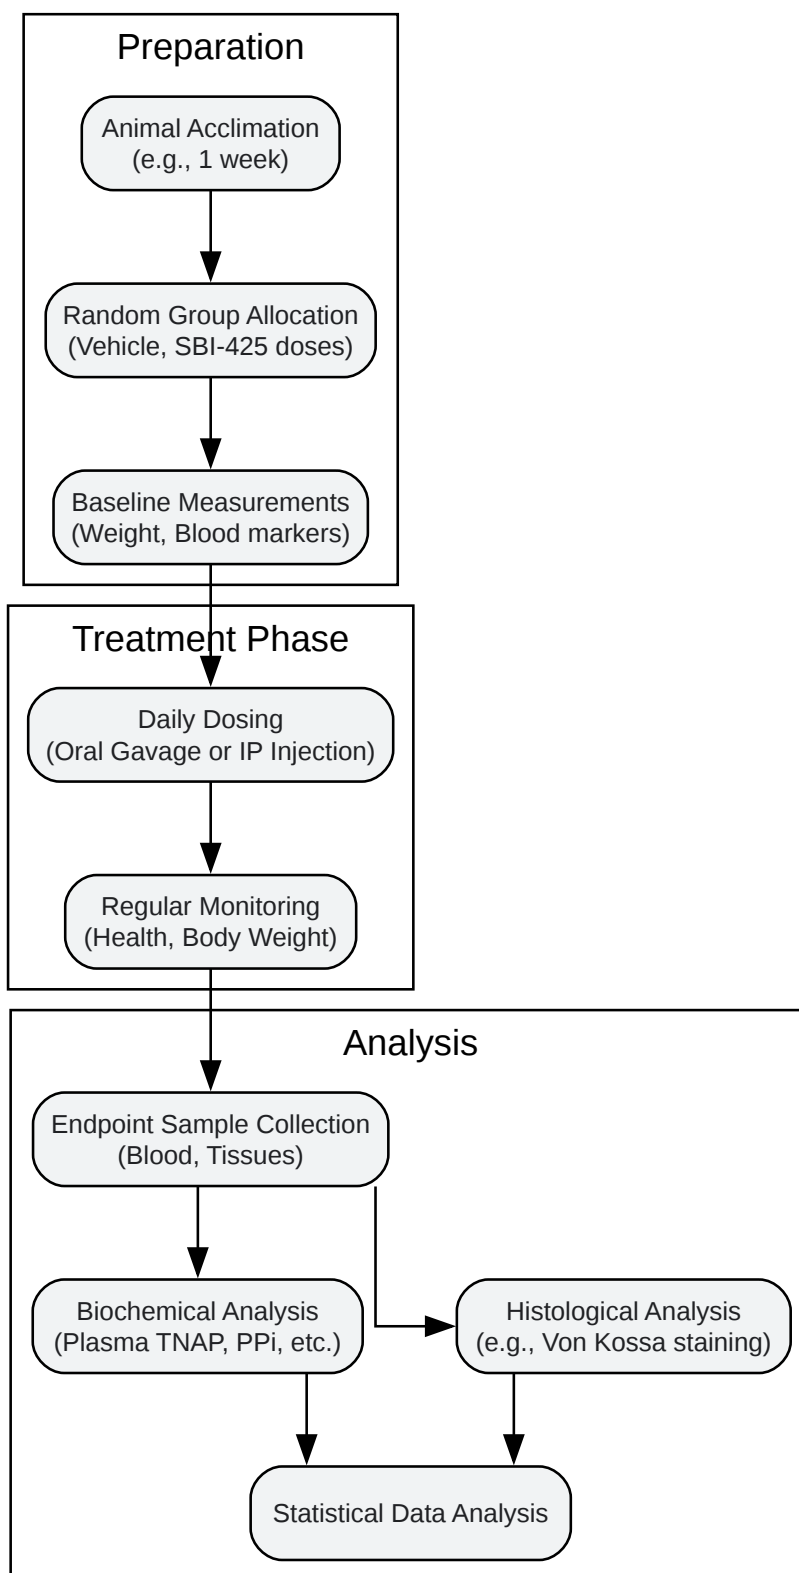 Preparation
Animal Acclimation
(e.g., 1 week)
Random Group Allocation
(Vehicle, SBI-425 doses)
Baseline Measurements
(Weight, Blood markers)
Treatment Phase
Daily Dosing
(Oral Gavage or IP Injection)
Regular Monitoring
(Health, Body Weight)
Analysis
Endpoint Sample Collection
(Blood, Tissues)
Biochemical Analysis
(Plasma TNAP, PPi, etc.)
Histological Analysis
(e.g., Von Kossa staining)
Statistical Data Analysis